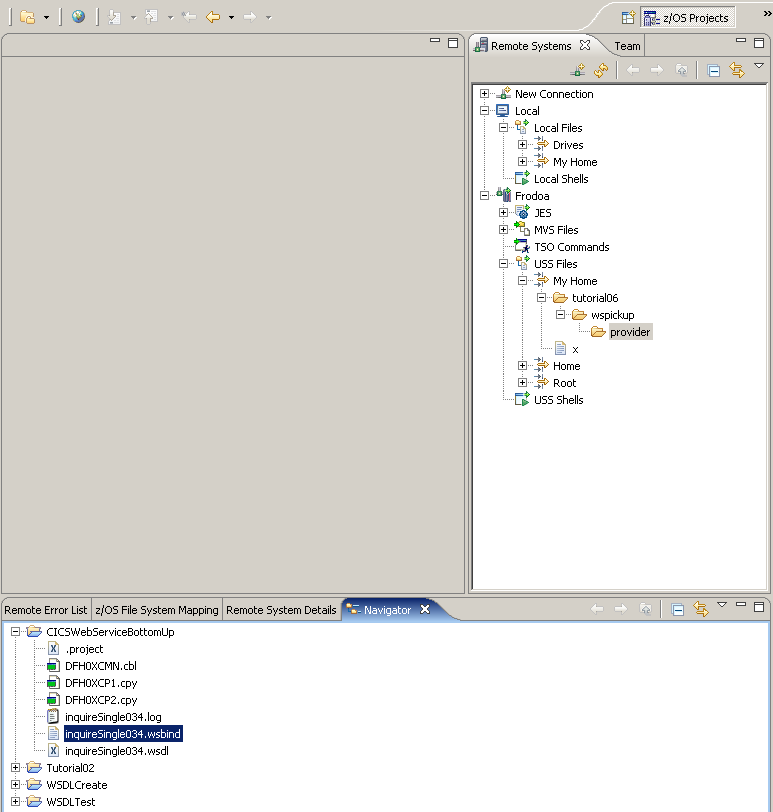 z/OS Projects
Remote Systems
Team
New Connection
Local
Local Files
Drives
My Home
Local Shells
Frodoa
JES
MVS Files
TSO Commands
USS Files
My Home
tutorial06
wspickup
provider
x
Home
Root
USS Shells
Remote Error List
z/OS File System Mapping
Remote System Details
Navigator
CICSWebServiceBottomUp
.project
DFH0XCMN.cbl
DFH0XCP1.cpy
DFH0XCP2.cpy
inquireSingle034.log
inquireSingle034.wsbind
inquireSingle034.wsdl
Tutorial02
WSDLCreate
WSDLTest